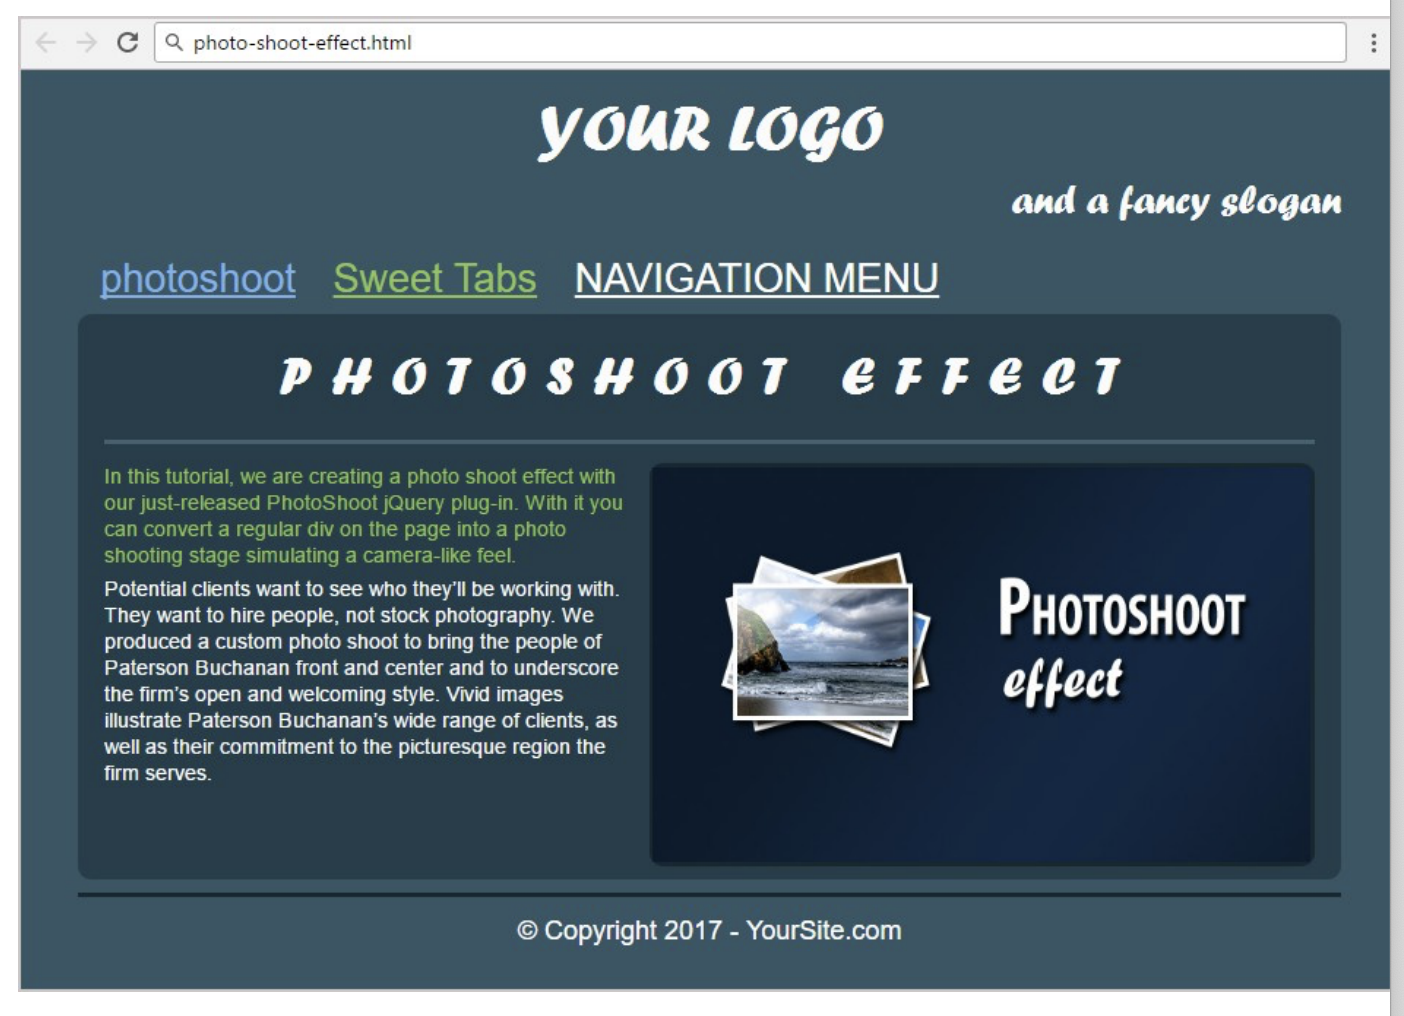 photo-shoot-effect.html
YOUR LOGO
and a fancy slogan
photoshoot Sweet Tabs NAVIGATION MENU
PHOTOSHOOT EFFECT
In this tutorial, we are creating a photo shoot effect with
our just-released PhotoShoot jQuery plug-in. With it you
can convert a regular div on the page into a photo
shooting stage simulating a camera-like feel.
Potential clients want to see who they’ll be working with.
They want to hire people, not stock photography. We
produced a custom photo shoot to bring the people of
Paterson Buchanan front and center and to underscore
the firm’s open and welcoming style. Vivid images
illustrate Paterson Buchanan’s wide range of clients, as
well as their commitment to the picturesque region the
firm serves.
PHOTOSHOOT
effect
© Copyright 2017 - YourSite.com